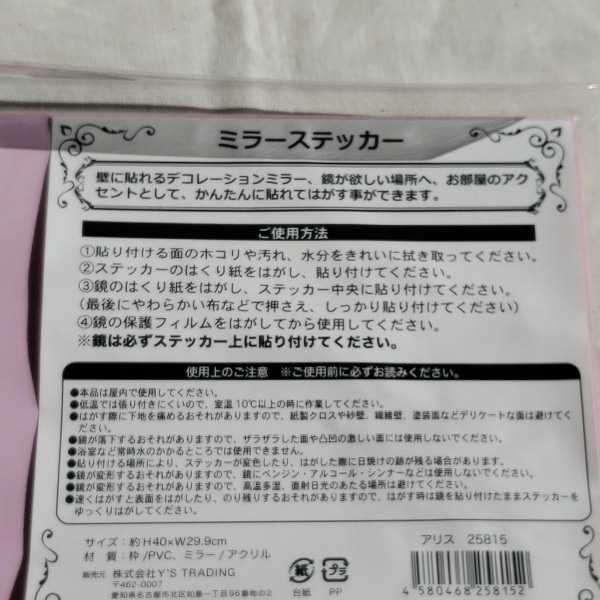 ミラーステッカー
壁に貼れるデコレーションミラー、鏡が欲しい場所へ、お部屋のアク
セントとして、かんたんに貼れてはがす事ができます。
ご使用方法
①貼り付ける面のホコリや汚れ、水分をきれいに拭き取ってください。
②ステッカーのはくり紙をはがし、貼り付けてください。
③鏡のはくり紙をはがし、ステッカー中央に貼り付けてください。
(最後にやわらかい布などで押さえ、しっかり貼り付けてください)
④鏡の保護フィルムをはがしてから使用してください。
※鏡は必ずステッカー上に貼り付けてください。
使用上のご注意 ※ご使用前に必ずお読みください。
●本品は屋内で使用してください。
●低温では張り付きにくいので、室温10℃以上の時に作業してください。
●はがす際に下地を痛めるおそれがありますので、紙製クロスや砂壁、繊維壁、塗装面などデリケートな面は避けてく
ださい。
●鏡が落下するおそれがありますので、ザラザラした面や凸凹の激しい面には使用しないでください。
●浴室など常時水のかかるところでは使用できません。
●貼り付ける場所により、ステッカーが変色したり、はがした際に日焼けの跡が残る場合があります。
●鏡が変形するおそれがありますので、鏡にベンジン・アルコール・シンナーなどは使用しないでください。
●鏡が変形するおそれがありますので、高温多湿、直射日光のあたる場所は避けてください。
●速くはがすと表面をはがしたり、のり残りするおそれがありますので、はがす時は鏡を貼り付けたままステッカーを
ゆっくりはがしてください。
サイズ:約H40×W29.9cm
材 質:枠/PVC、ミラー/アクリル
販売元 株式会社Y'S TRADING
〒462-0007
愛知県名古屋市北区如意一丁目96番地の2
紙
台紙
プラ
PP
アリス 25815
4 580468 258152